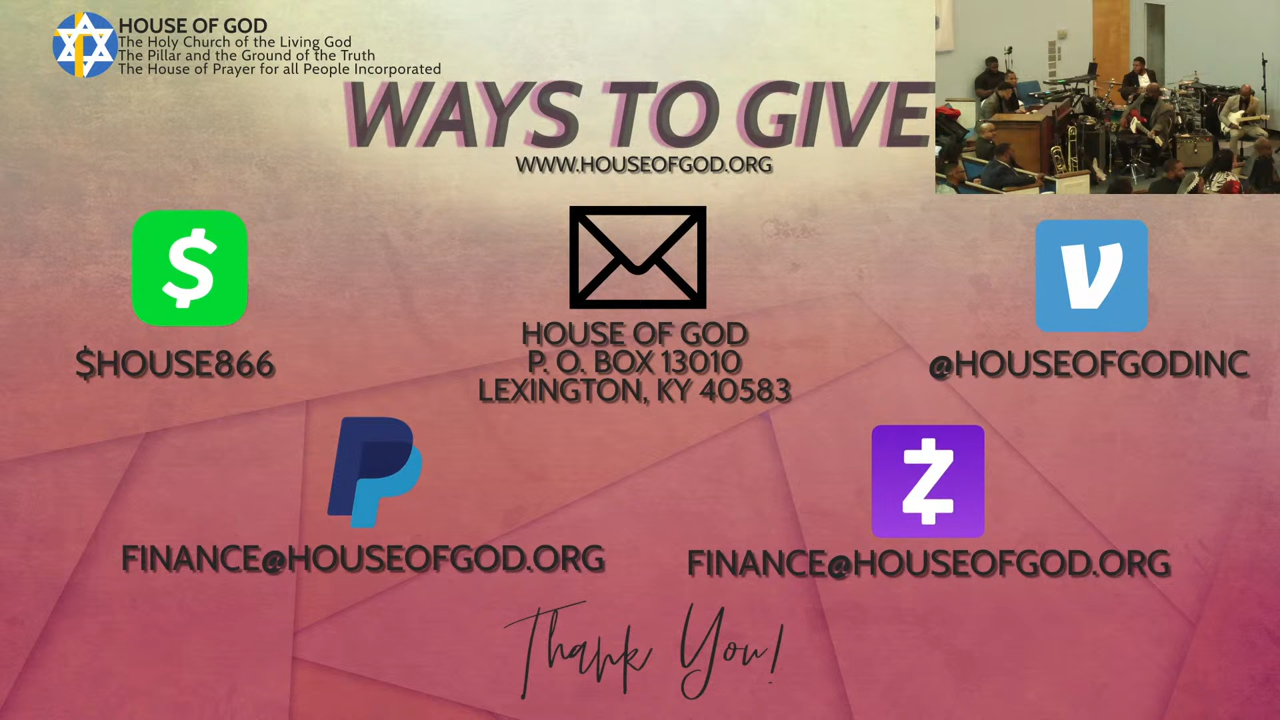 HOUSE OF GOD
The Holy Church of the Living God
The Pillar and the Ground of the Truth
The House of Prayer for all People Incorporated
WAYS TO GIVE
WWW.HOUSEOFGOD.ORG
$HOUSE866
HOUSE OF GOD
P. O. BOX 13010
LEXINGTON, KY 40583
@HOUSEOFGODINC
FINANCE@HOUSEOFGOD.ORG
FINANCE@HOUSEOFGOD.ORG
Thank You!